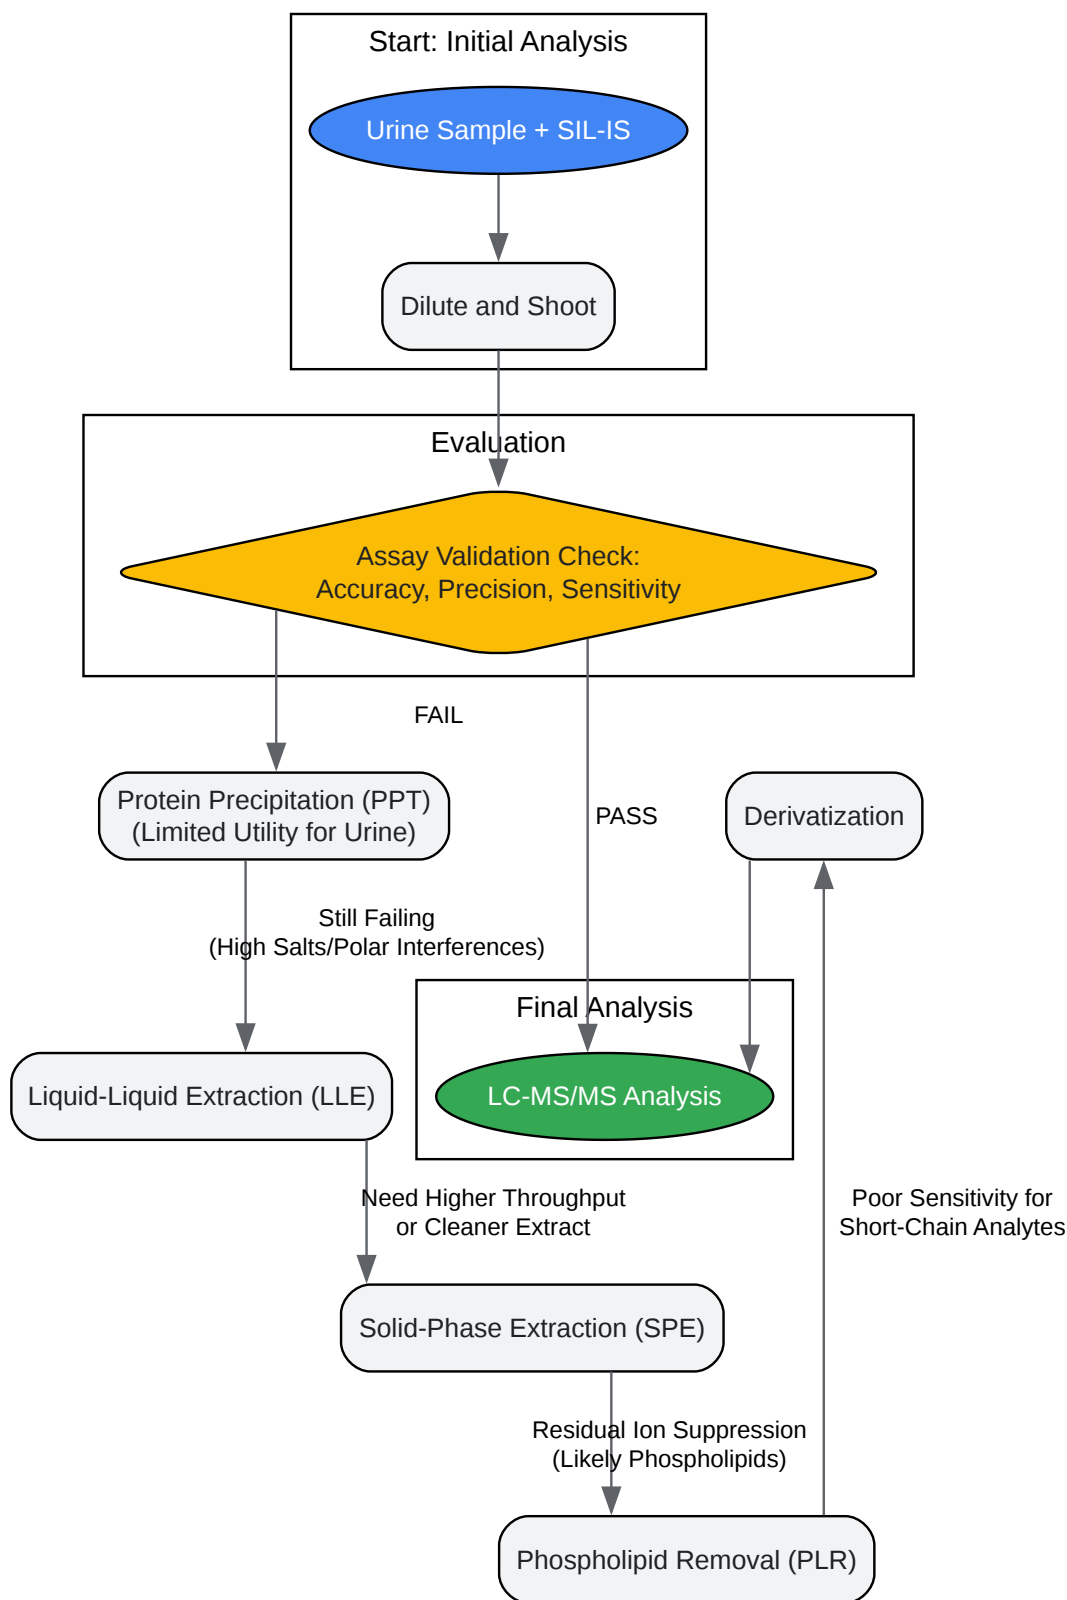 Start: Initial Analysis
Urine Sample + SIL-IS
Dilute and Shoot
Evaluation
Assay Validation Check:
Accuracy, Precision, Sensitivity
FAIL
Protein Precipitation (PPT)
(Limited Utility for Urine)
PASS
Derivatization
Still Failing
(High Salts/Polar Interferences)
Final Analysis
Liquid-Liquid Extraction (LLE)
LC-MS/MS Analysis
Need Higher Throughput
or Cleaner Extract
Poor Sensitivity for
Short-Chain Analytes
Solid-Phase Extraction (SPE)
Residual Ion Suppression
(Likely Phospholipids)
Phospholipid Removal (PLR)